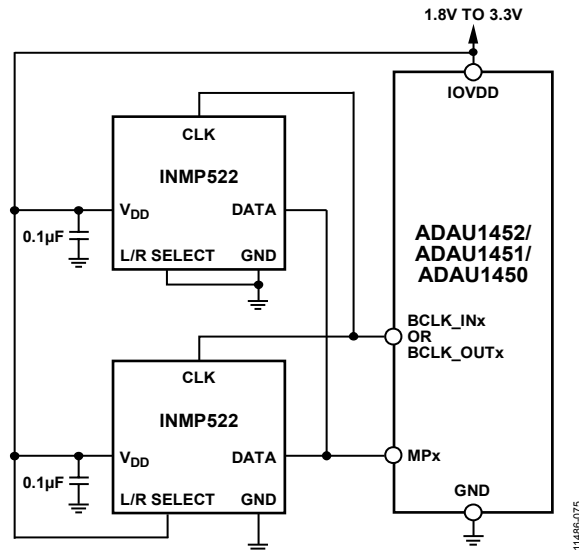 1.8V TO 3.3V
IOVDD
CLK
INMP522
VDD
DATA
0.1µF
L/R SELECT
GND
ADAU1452/
ADAU1451/
ADAU1450
BCLK_INx
OR
BCLK_OUTx
CLK
INMP522
VDD
DATA
MPx
0.1µF
L/R SELECT
GND
GND
11486-075